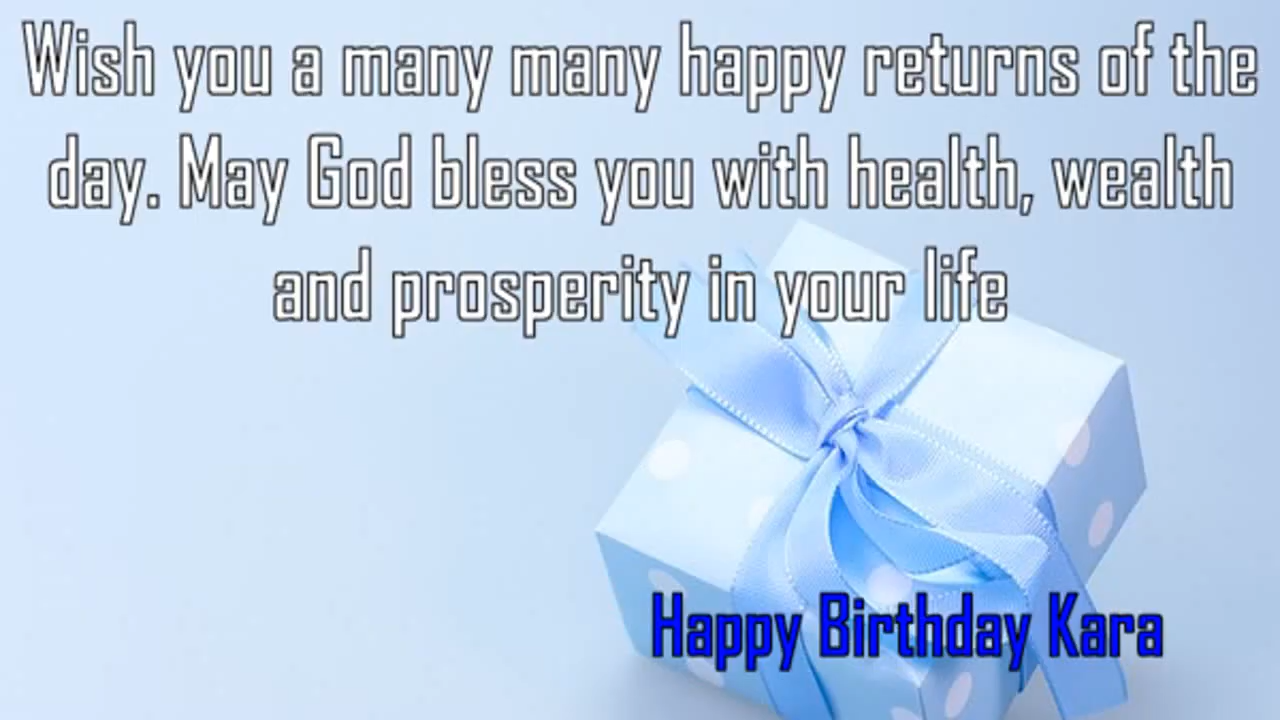 Wish you a many many happy returns of the
day. May God bless you with health, wealth
and prosperity in your life
Happy Birthday Kara